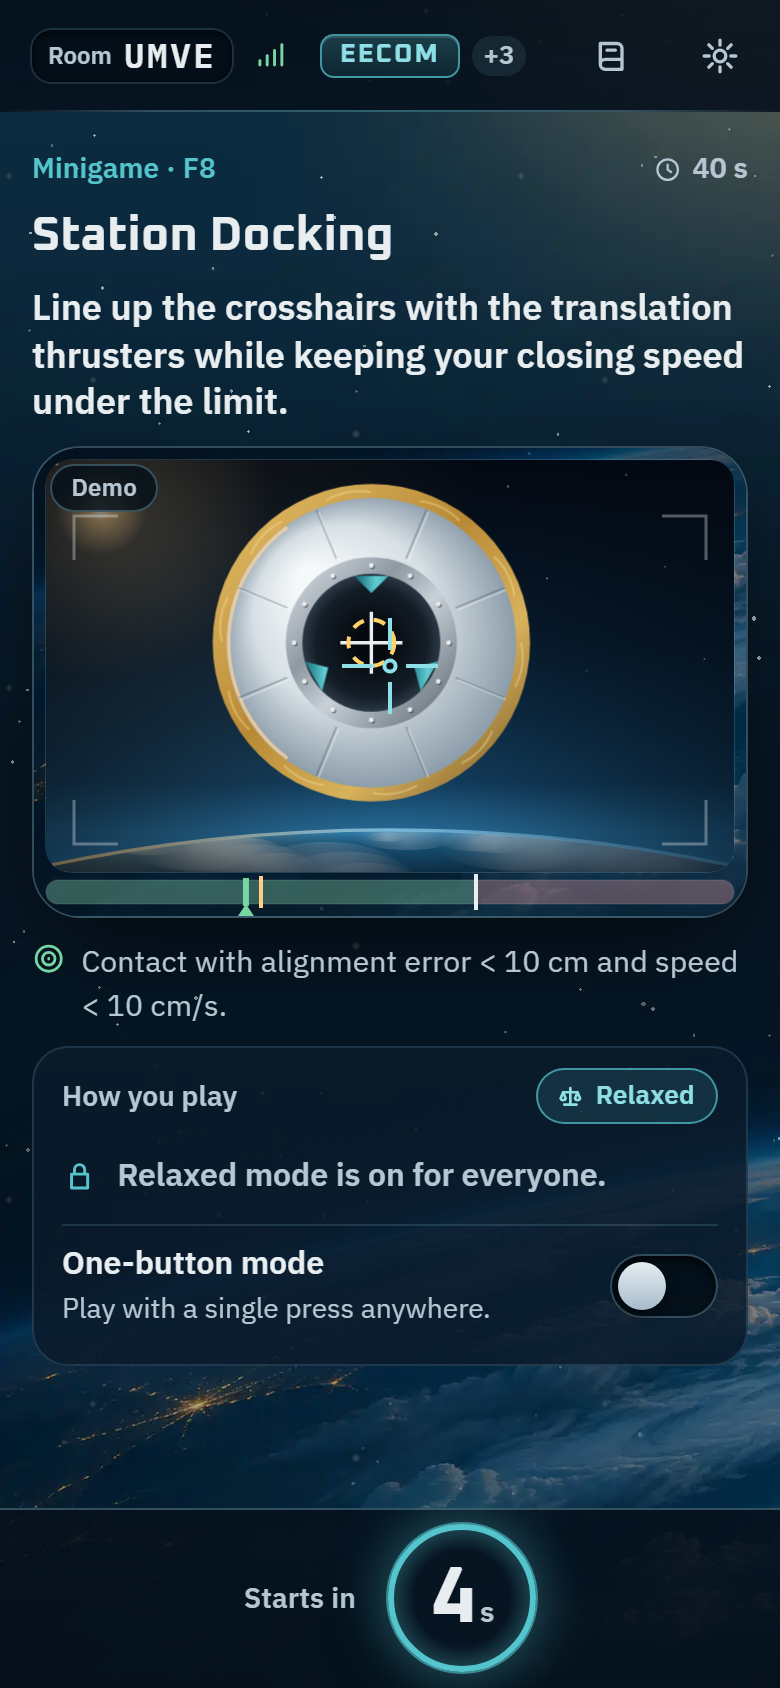 Room UMVE
EECOM
+3
Minigame · F8
40 s
Station Docking
Line up the crosshairs with the translation
thrusters while keeping your closing speed
under the limit.
Demo
Contact with alignment error < 10 cm and speed
< 10 cm/s.
How you play
Relaxed
Relaxed mode is on for everyone.
One-button mode
Play with a single press anywhere.
Starts in
4 s